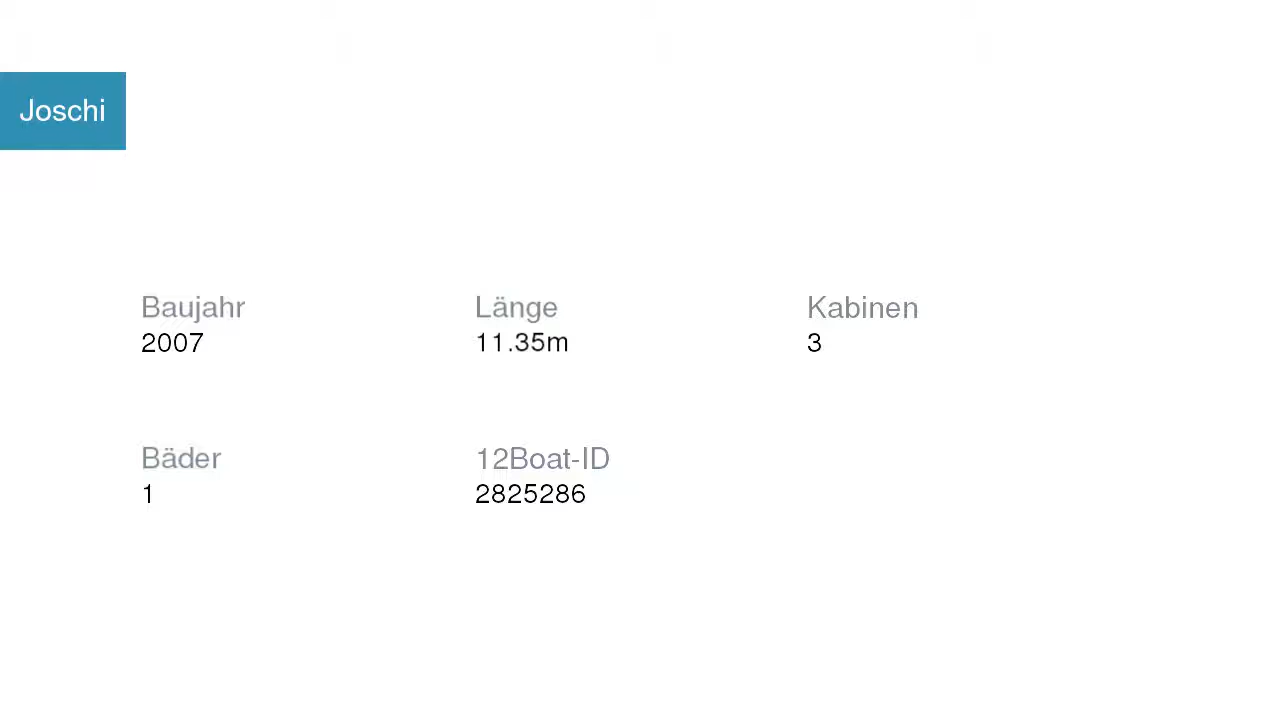 Joschi
Baujahr
2007
Länge
11.35m
Kabinen
3
Bäder
1
12Boat-ID
2825286